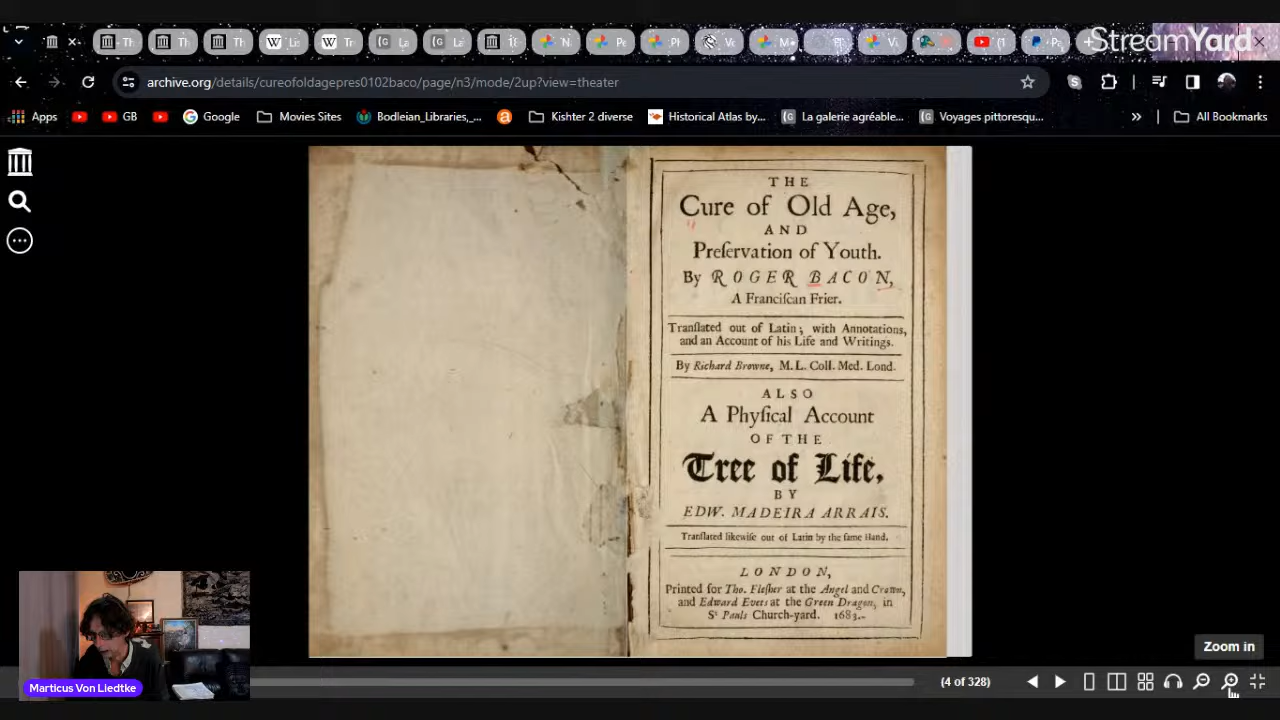 StreamYard
archive.org/details/cureofoldagepres0102baco/page/n3/mode/2up?view=theater
Apps
GB
Google
Movies Sites
Bodleian_Libraries,_...
Kishter 2 diverse
Historical Atlas by...
La galerie agréable...
Voyages pittoresqu...
»
All Bookmarks
THE
Cure of Old Age,
AND
Preſervation of Youth.
By ROGER BACON,
A Franciſcan Frier.
Tranſlated out of Latin; with Annotations,
and an Account of his Life and Writings.
By Richard Browne, M.L. Coll. Med. Lond.
ALSO
A Phyſical Account
OF THE
Tree of Life,
BY
EDW. MADEIRA ARRAIS.
Tranſlated likewiſe out of Latin by the ſame Hand.
LONDON,
Printed for Tho. Fleſher at the Angel and Crown,
and Edward Evets at the Green Dragon, in
St Pauls Church-yard. 1683.
Zoom in
Marticus Von Liedtke
(4 of 328)